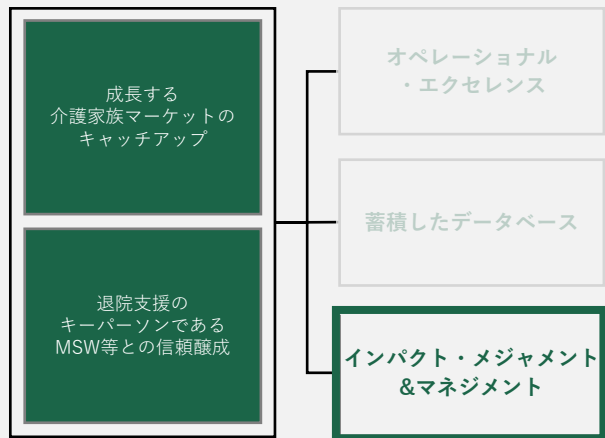 成長する
介護家族マーケットの
キャッチアップ
退院支援の
キーパーソンである
MSW等との信頼醸成
オペレーショナル
・エクセレンス
蓄積したデータベース
インパクト・メジャメント
&マネジメント